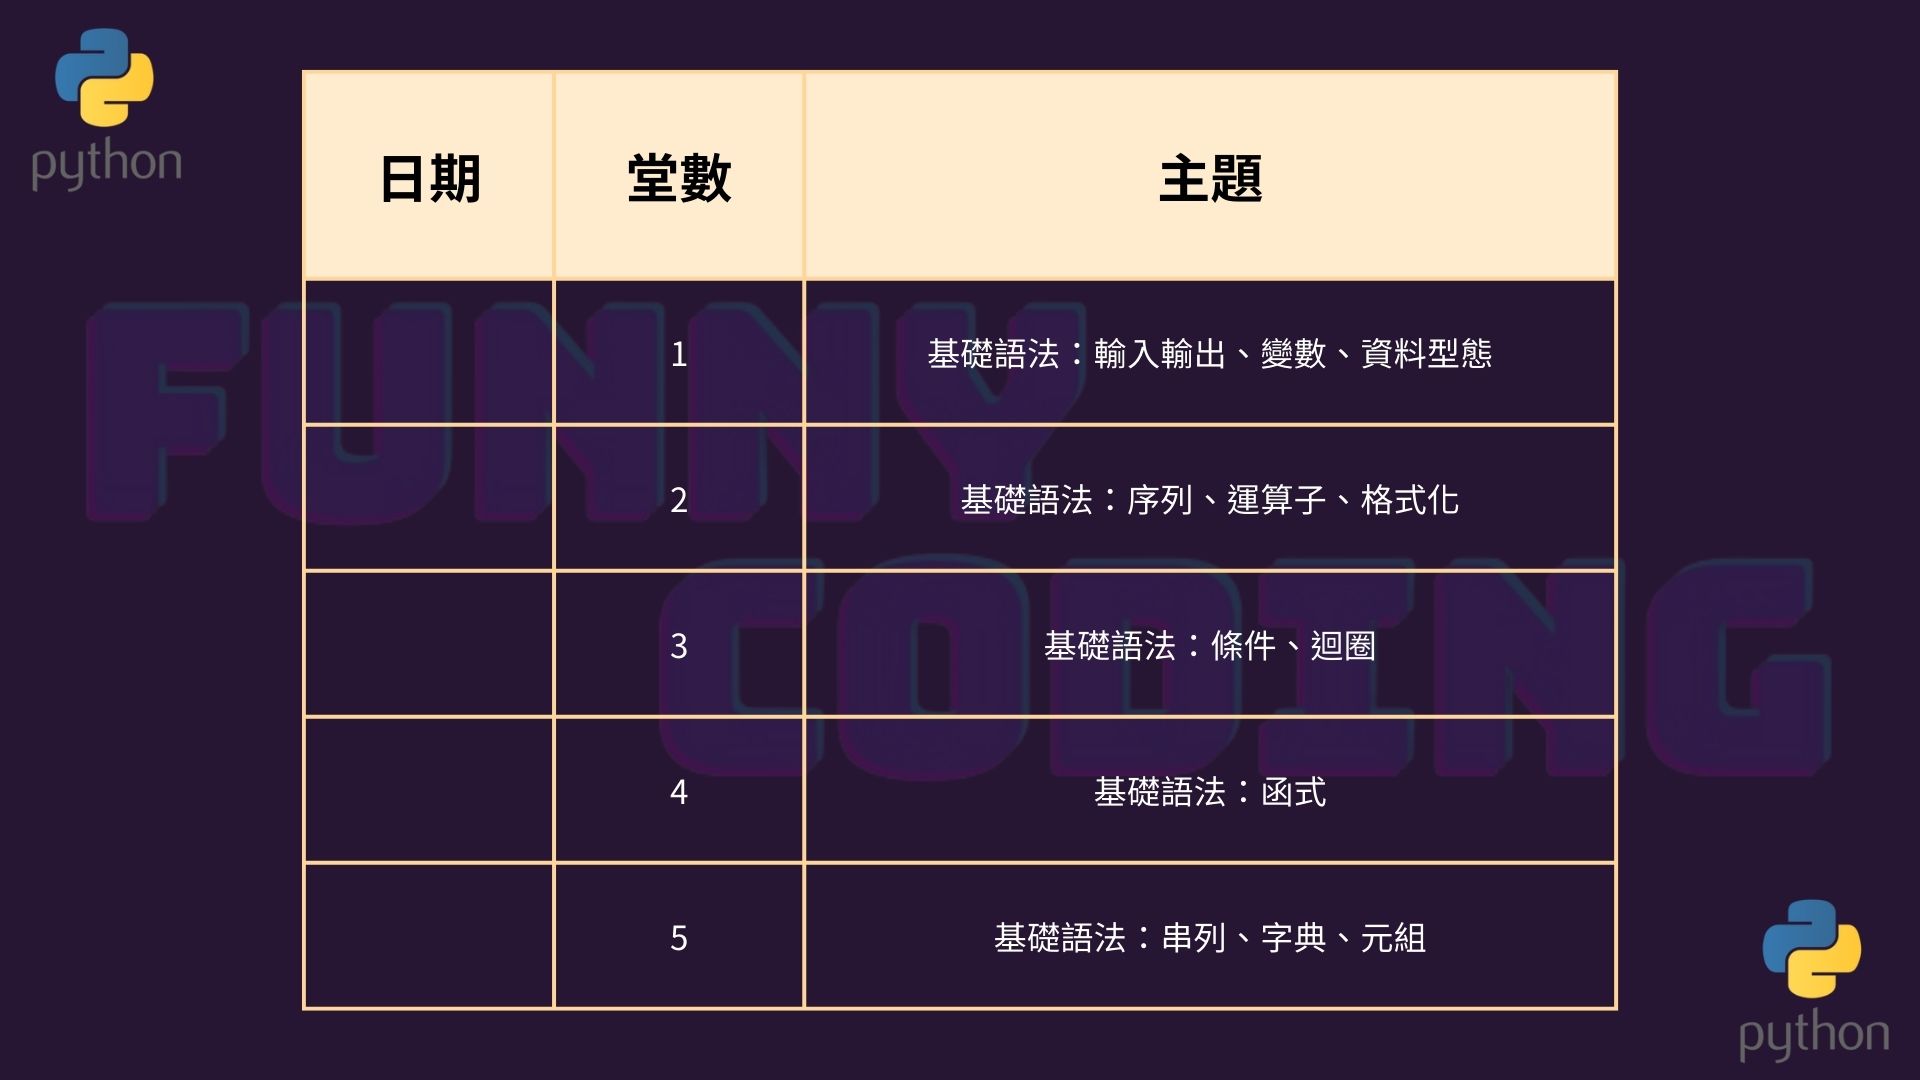 python
日期 堂數 主題
1 基礎語法：輸入輸出、變數、資料型態
FUNNY
2 基礎語法：序列、運算子、格式化
3 基礎語法：條件、迴圈
CODING
4 基礎語法：函式
5 基礎語法：串列、字典、元組
python